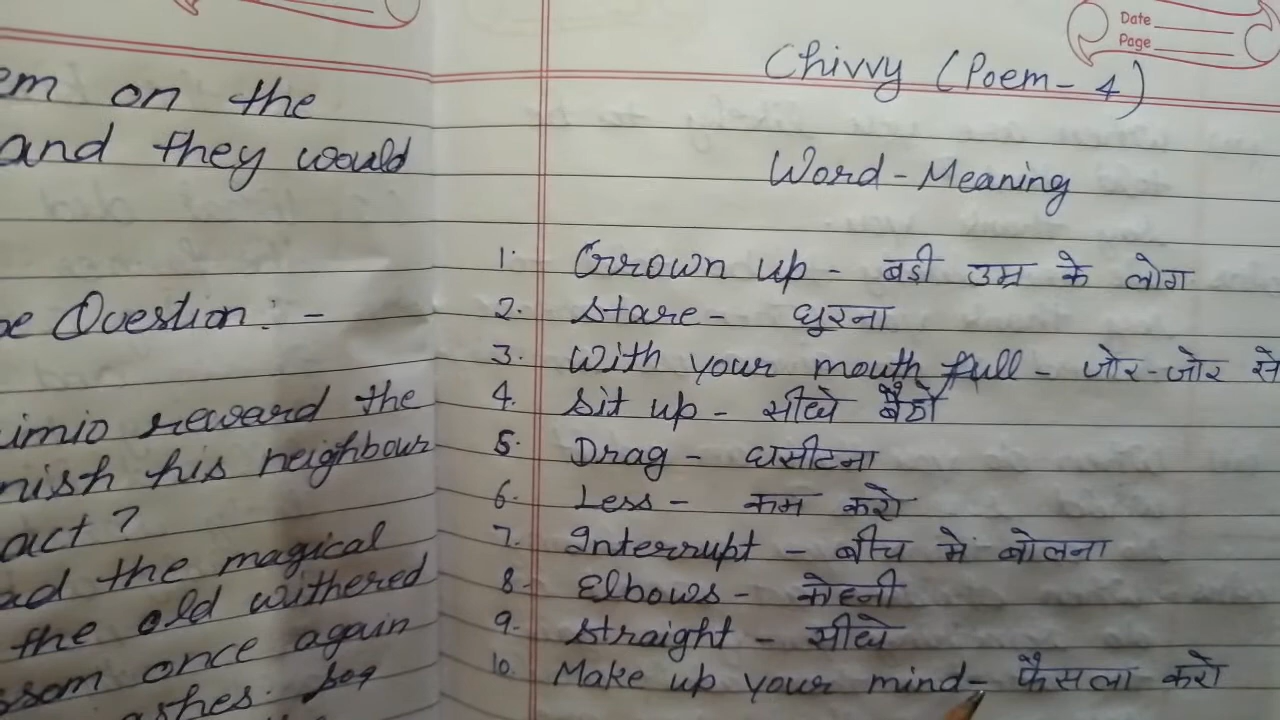 em on the
and they would
Question: -
imio reward the
nish his neighbour
act ?
ad the magical
the old withered
ssom once again
ashes.
Date
Page
Chivvy (Poem - 4)
Word - Meaning
1. Grown up - बड़ी उम्र के लोग
2. Stare - घुरना
3. With your mouth full - जोर-जोर से
4. Sit up - सीधे बैठो
5. Drag - घसीटना
6. Less - कम करो
7. Interrupt - बीच में बोलना
8. Elbows - कोहनी
9. Straight - सीधे
10. Make up your mind - फैसला करो